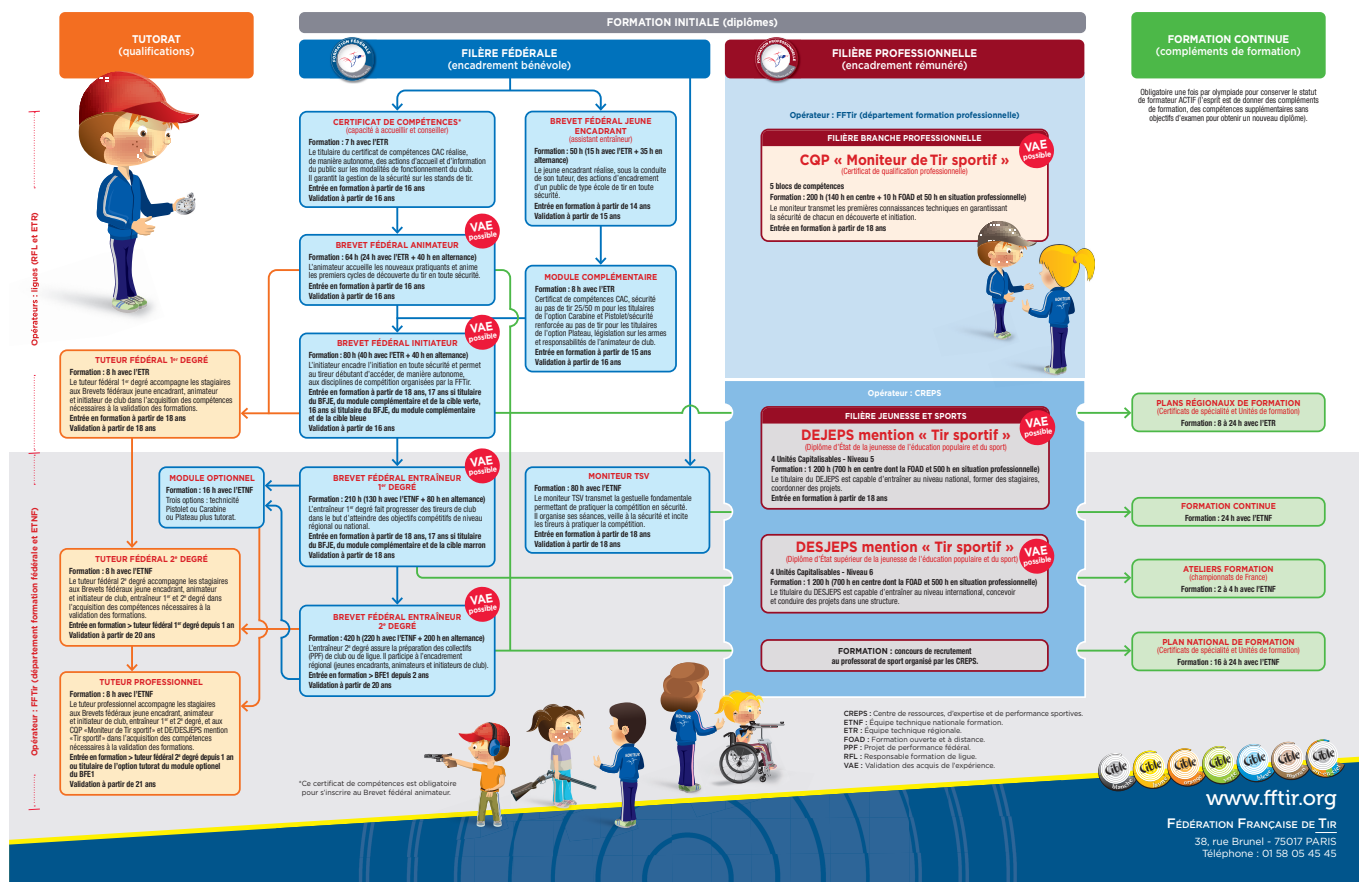 TUTORAT
(qualifications)
FORMATION INITIALE (diplômes)
FILÈRE FÉDÉRALE
(encadrement bénévole)
FILIÈRE PROFESSIONNELLE
(encadrement rémunéré)
FORMATION CONTINUE
(compléments de formation)
Obligatoire une fois par olympiade pour conserver le statut
de formateur ACTIF (l'esprit est de donner des compléments
de formation, des compétences supplémentaires sans
objectifs d'examen pour obtenir un nouveau diplôme).
Opérateurs : ligues (RFL et ETR)
Opérateur : FFTir (département formation fédérale et ETNF)
TUTEUR FÉDÉRAL 1er DEGRÉ
Formation : 8 h avec l'ETR
Le tuteur fédéral 1er degré accompagne les stagiaires
aux Brevets fédéraux jeune encadrant, animateur
et initiateur de club dans l'acquisition des compétences
nécessaires à la validation des formations.
Entrée en formation à partir de 18 ans
Validation à partir de 18 ans
MODULE OPTIONNEL
Formation : 16 h avec l'ETNF
Trois options : technicité
Pistolet ou Carabine
ou Plateau plus tutorat.
TUTEUR FÉDÉRAL 2e DEGRÉ
Formation : 8 h avec l'ETNF
Le tuteur fédéral 2e degré accompagne les stagiaires
aux Brevets fédéraux jeune encadrant, animateur
et initiateur de club, entraîneur 1er et 2e degré dans
l'acquisition des compétences nécessaires à la
validation des formations.
Entrée en formation > tuteur fédéral 1er degré depuis 1 an
Validation à partir de 20 ans
TUTEUR PROFESSIONNEL
Formation : 8 h avec l'ETNF
Le tuteur professionnel accompagne les stagiaires
aux Brevets fédéraux jeune encadrant, animateur
et initiateur de club, entraîneur 1er et 2e degré, et aux
CQP «Moniteur de Tir sportif» et DE/DESJEPS mention
«Tir sportif» dans l'acquisition des compétences
nécessaires à la validation des formations.
Entrée en formation > tuteur fédéral 2e degré depuis 1 an
ou titulaire de l'option tutorat du module optionel
du BFE1
Validation à partir de 21 ans
CERTIFICAT DE COMPÉTENCES*
(capacité à accueillir et conseiller)
Formation : 7 h avec l'ETR
Le titulaire du certificat de compétences CAC réalise,
de manière autonome, des actions d'accueil et d'information
du public sur les modalités de fonctionnement du club.
Il garantit la gestion de la sécurité sur les stands de tir.
Entrée en formation à partir de 16 ans
Validation à partir de 16 ans
VAE
possible
BREVET FÉDÉRAL ANIMATEUR
Formation : 64 h (24 h avec l'ETR + 40 h en alternance)
L'animateur accueille les nouveaux pratiquants et anime
les premiers cycles de découverte du tir en toute sécurité.
Entrée en formation à partir de 16 ans
Validation à partir de 16 ans
VAE
possible
BREVET FÉDÉRAL INITIATEUR
Formation : 80 h (40 h avec l'ETR + 40 h en alternance)
L'initiateur encadre l'initiation en toute sécurité et permet
au tireur débutant d'accéder, de manière autonome,
aux disciplines de compétition organisées par la FFTir.
Entrée en formation à partir de 18 ans, 17 ans si titulaire
du BFJE, du module complémentaire et de la cible verte,
16 ans si titulaire du BFJE, du module complémentaire
et de la cible bleue
Validation à partir de 16 ans
VAE
possible
BREVET FÉDÉRAL ENTRAÎNEUR
1er DEGRÉ
Formation : 210 h (130 h avec l'ETNF + 80 h en alternance)
L'entraîneur 1er degré fait progresser des tireurs de club
dans le but d'atteindre des objectifs compétitifs de niveau
régional ou national.
Entrée en formation à partir de 18 ans, 17 ans si titulaire
du BFJE, du module complémentaire et de la cible marron
Validation à partir de 18 ans
VAE
possible
BREVET FÉDÉRAL ENTRAÎNEUR
2e DEGRÉ
Formation : 420 h (220 h avec l'ETNF + 200 h en alternance)
L'entraîneur 2e degré assure la préparation des collectifs
(PPF) de club ou de ligue. Il participe à l'encadrement
régional (jeunes encadrants, animateurs et initiateurs de club).
Entrée en formation > BFE1 depuis 2 ans
Validation à partir de 20 ans
*Ce certificat de compétences est obligatoire
pour s'inscrire au Brevet fédéral animateur.
BREVET FÉDÉRAL JEUNE
ENCADRANT
(assistant entraîneur)
Formation : 50 h (15 h avec l'ETR + 35 h en
alternance)
Le jeune encadrant réalise, sous la conduite
de son tuteur, des actions d'encadrement
d'un public de type école de tir en toute
sécurité.
Entrée en formation à partir de 14 ans
Validation à partir de 15 ans
MODULE COMPLÉMENTAIRE
Formation : 8 h avec l'ETR
Certificat de compétences CAC, sécurité
au pas de tir 25/50 m pour les titulaires
de l'option Carabine et Pistolet/sécurité
renforcée au pas de tir pour les titulaires
de l'option Plateau, législation sur les armes
et responsabilités de l'animateur de club.
Entrée en formation à partir de 15 ans
Validation à partir de 16 ans
MONITEUR TSV
Formation : 80 h avec l'ETNF
Le moniteur TSV transmet la gestuelle fondamentale
permettant de pratiquer la compétition en sécurité.
Il organise ses séances, veille à la sécurité et incite
les tireurs à pratiquer la compétition.
Entrée en formation à partir de 18 ans
Validation à partir de 18 ans
Opérateur : FFTir (département formation professionnelle)
FILIÈRE BRANCHE PROFESSIONNELLE
VAE
possible
CQP « Moniteur de Tir sportif »
(Certificat de qualification professionnelle)
5 blocs de compétences
Formation : 200 h (140 h en centre + 10 h FOAD et 50 h en situation professionnelle)
Le moniteur transmet les premières connaissances techniques en garantissant
la sécurité de chacun en découverte et initiation.
Entrée en formation à partir de 18 ans
MONITEUR
Opérateur : CREPS
FILIÈRE JEUNESSE ET SPORTS
VAE
possible
DEJEPS mention « Tir sportif »
(Diplôme d'État de la jeunesse de l'éducation populaire et du sport)
4 Unités Capitalisables - Niveau 5
Formation : 1 200 h (700 h en centre dont la FOAD et 500 h en situation professionnelle)
Le titulaire du DEJEPS est capable d'entraîner au niveau national, former des stagiaires,
coordonner des projets.
Entrée en formation à partir de 18 ans
VAE
possible
DESJEPS mention « Tir sportif »
(Diplôme d'État supérieur de la jeunesse de l'éducation populaire et du sport)
4 Unités Capitalisables - Niveau 6
Formation : 1 200 h (700 h en centre dont la FOAD et 500 h en situation professionnelle)
Le titulaire du DESJEPS est capable d'entraîner au niveau international, concevoir
et conduire des projets dans une structure.
FORMATION : concours de recrutement
au professorat de sport organisé par les CREPS.
PLANS RÉGIONAUX DE FORMATION
(Certificats de spécialité et Unités de formation)
Formation : 8 à 24 h avec l'ETR
FORMATION CONTINUE
Formation : 24 h avec l'ETNF
ATELIERS FORMATION
(championnats de France)
Formation : 2 à 4 h avec l'ETNF
PLAN NATIONAL DE FORMATION
(Certificats de spécialité et Unités de formation)
Formation : 16 à 24 h avec l'ETNF
MONITEUR
CREPS : Centre de ressources, d'expertise et de performance sportives.
ETNF : Équipe technique nationale formation.
ETR : Équipe technique régionale.
FOAD : Formation ouverte et à distance.
PPF : Projet de performance fédéral.
RFL : Responsable formation de ligue.
VAE : Validation des acquis de l'expérience.
Cible Cible Cible Cible Cible Cible Cible
www.fftir.org
FÉDÉRATION FRANÇAISE DE TIR
38, rue Brunel - 75017 PARIS
Téléphone : 01 58 05 45 45